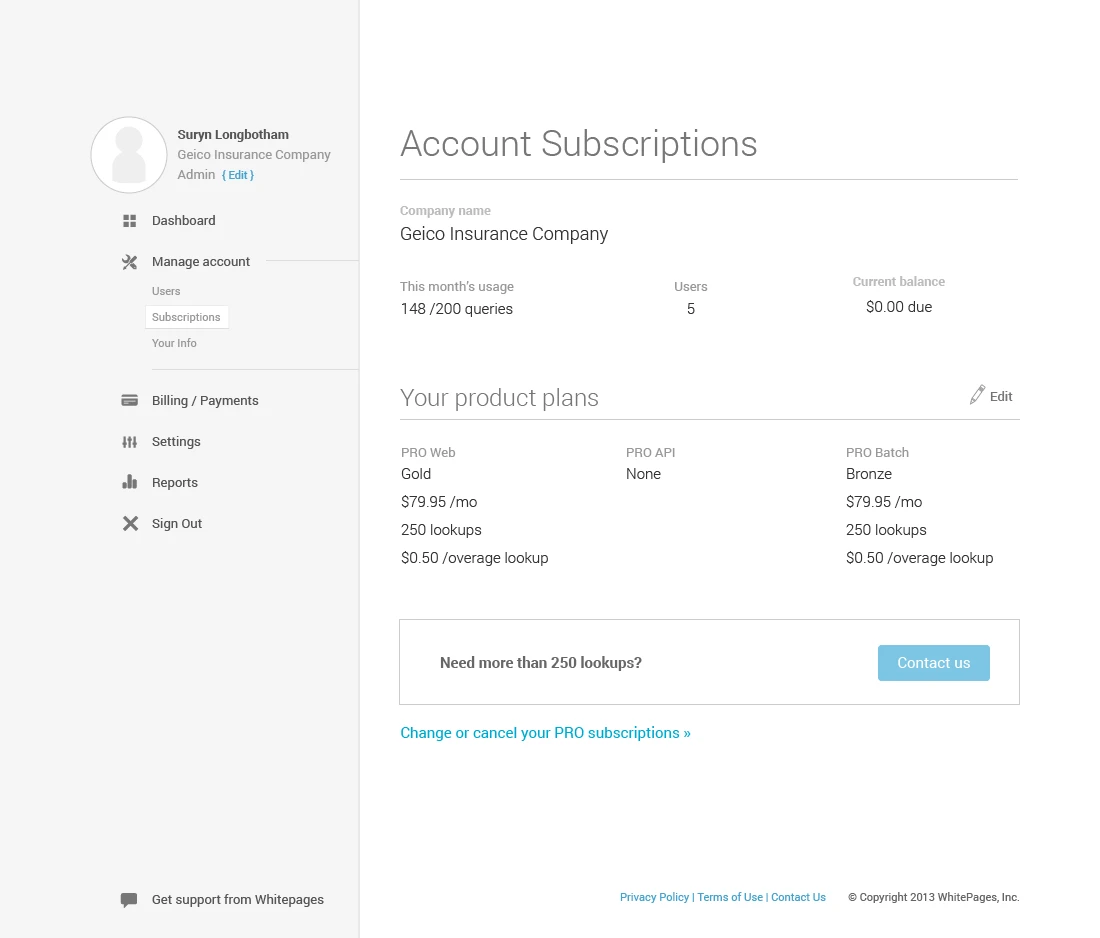 Suryn Longbotham
Geico Insurance Company
Admin { Edit }
Dashboard
Manage account
Users
Subscriptions
Your Info
Billing / Payments
Settings
Reports
Sign Out
Get support from Whitepages
Account Subscriptions
Company name
Geico Insurance Company
This month's usage
148 /200 queries
Users
5
Current balance
$0.00 due
Your product plans
Edit
PRO Web
Gold
$79.95 /mo
250 lookups
$0.50 /overage lookup
PRO API
None
PRO Batch
Bronze
$79.95 /mo
250 lookups
$0.50 /overage lookup
Need more than 250 lookups?
Contact us
Change or cancel your PRO subscriptions »
Privacy Policy | Terms of Use | Contact Us © Copyright 2013 WhitePages, Inc.